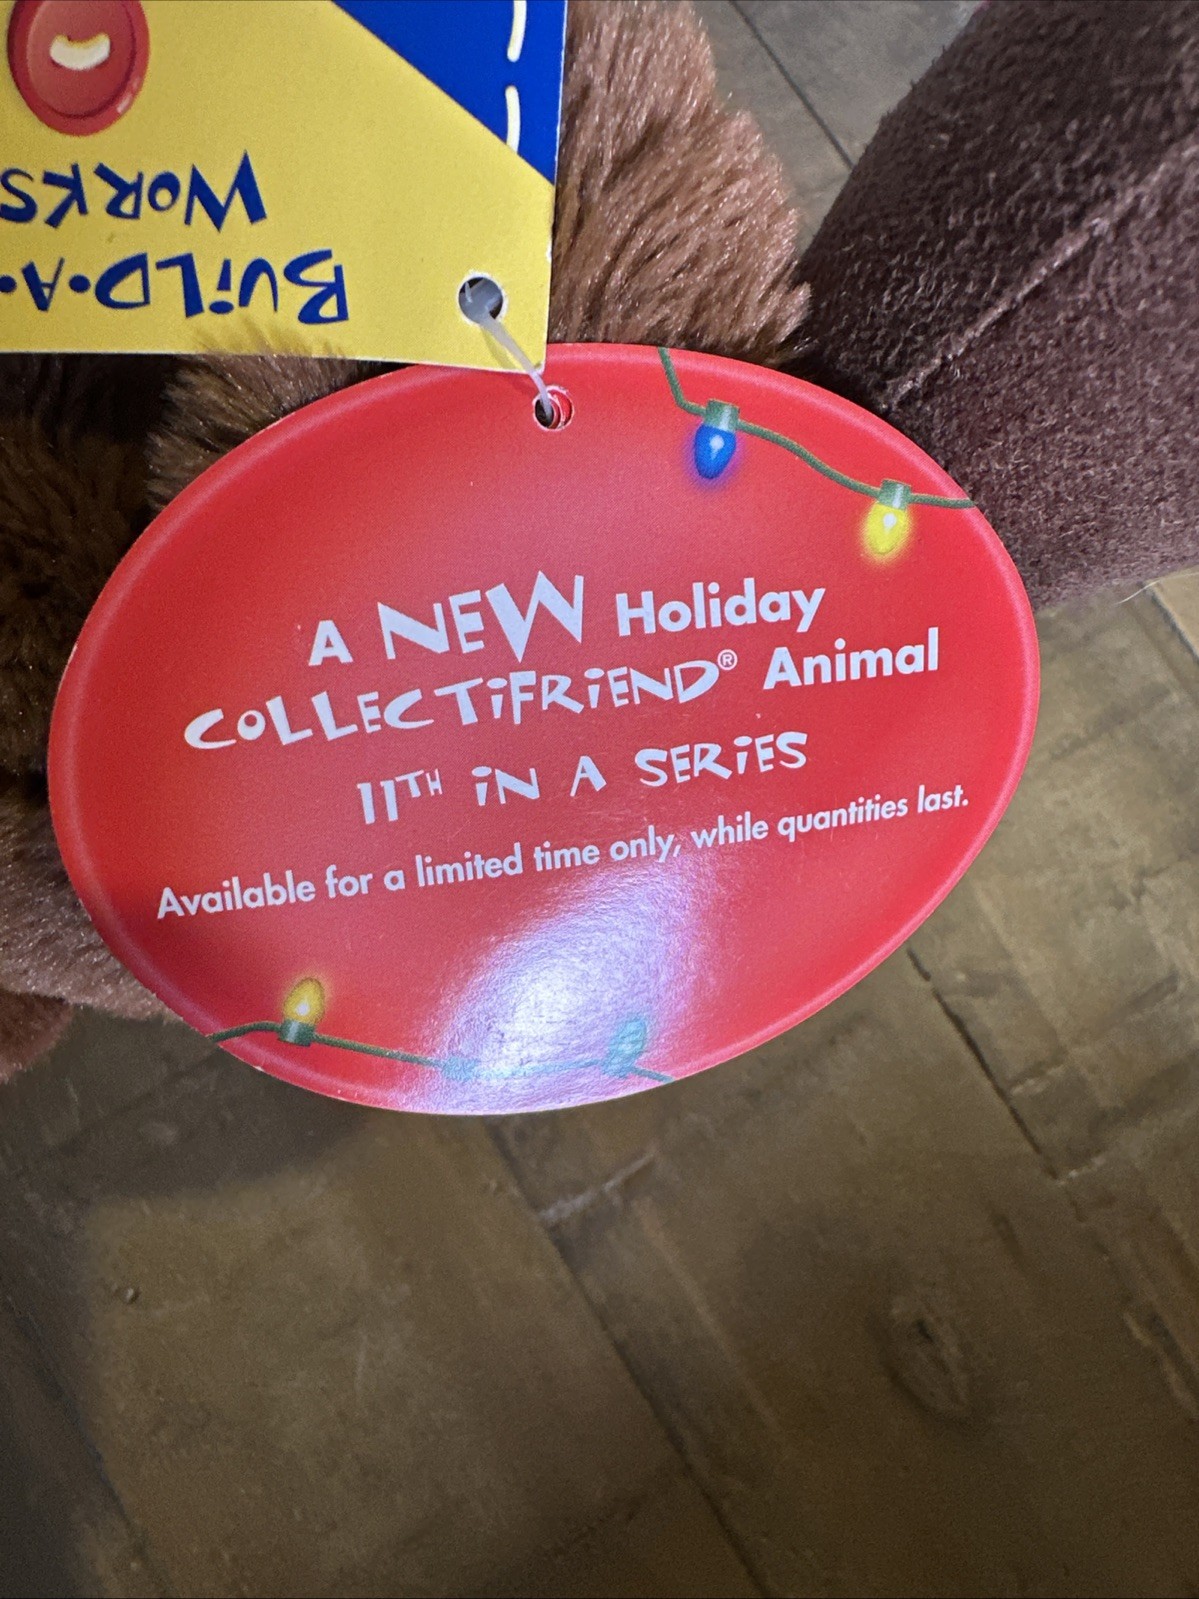 BUiLD•A•
WORKS
A NEW Holiday
COLLECTiFRiEND® Animal
11TH iN A SERiES
Available for a limited time only, while quantities last.